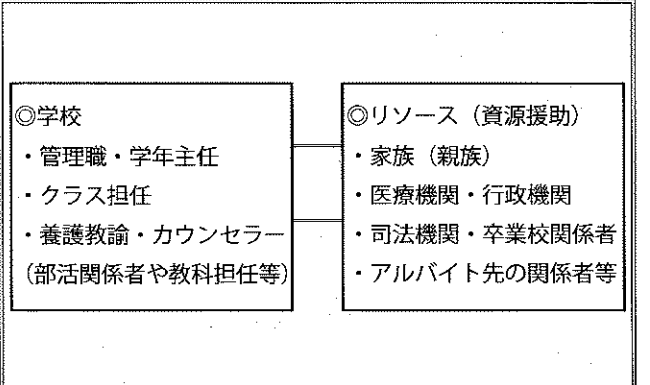 ◎学校
・管理職・学年主任
・クラス担任
・養護教諭・カウンセラー
（部活関係者や教科担任等）
◎リソース（資源援助）
・家族（親族）
・医療機関・行政機関
・司法機関・卒業校関係者
・アルバイト先の関係者等